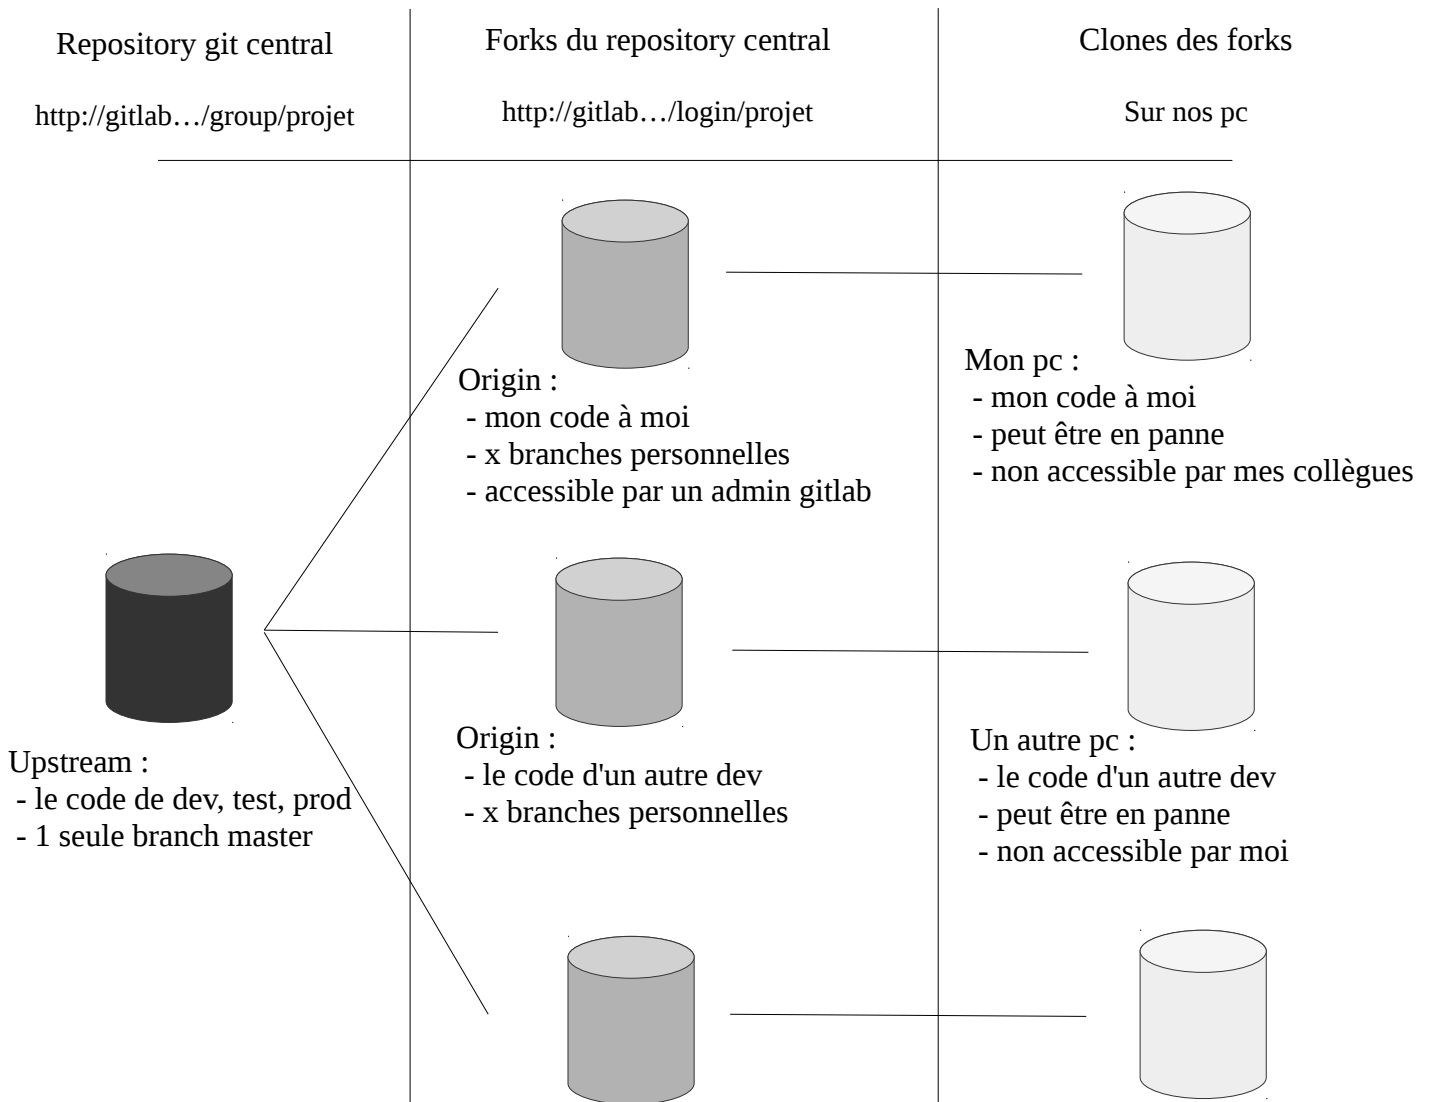 Repository git central
http://gitlab…/group/projet
Forks du repository central
http://gitlab…/login/projet
Clones des forks
Sur nos pc
Origin :
- mon code à moi
- x branches personnelles
- accessible par un admin gitlab
Mon pc :
- mon code à moi
- peut être en panne
- non accessible par mes collègues
Upstream :
- le code de dev, test, prod
- 1 seule branch master
Origin :
- le code d'un autre dev
- x branches personnelles
Un autre pc :
- le code d'un autre dev
- peut être en panne
- non accessible par moi